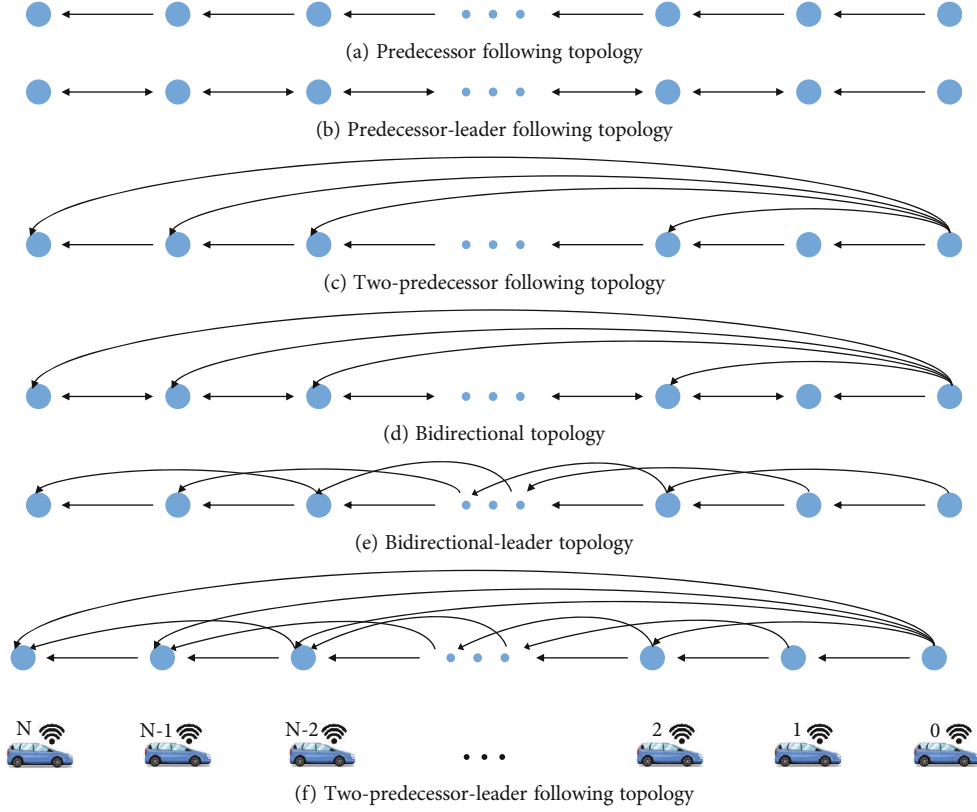 (a) Predecessor following topology
(b) Predecessor-leader following topology
(c) Two-predecessor following topology
(d) Bidirectional topology
(e) Bidirectional-leader topology
N N-1 N-2 2 1 0
(f) Two-predecessor-leader following topology